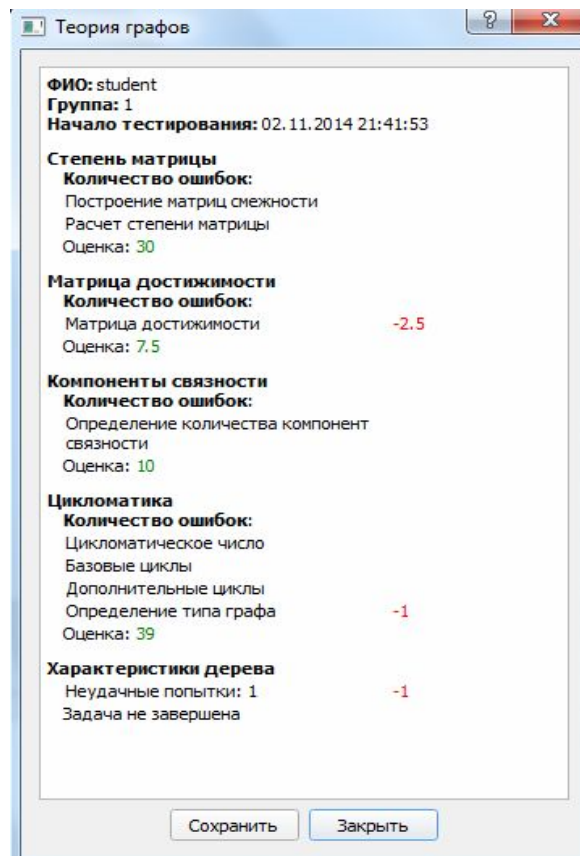 Теория графов
ФИО: student
Группа: 1
Начало тестирования: 02.11.2014 21:41:53
Степень матрицы
Количество ошибок:
Построение матриц смежности
Расчет степени матрицы
Оценка: 30
Матрица достижимости
Количество ошибок:
Матрица достижимости -2.5
Оценка: 7.5
Компоненты связности
Количество ошибок:
Определение количества компонент
связности
Оценка: 10
Цикломатика
Количество ошибок:
Цикломатическое число
Базовые циклы
Дополнительные циклы
Определение типа графа -1
Оценка: 39
Характеристики дерева
Неудачные попытки: 1 -1
Задача не завершена
Сохранить Закрыть